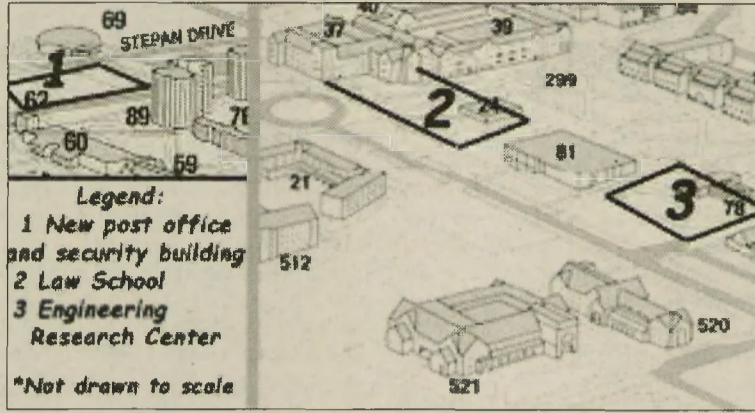 69
STEPAN DRIVE
1
62
89
76
60
59
Legend:
1 New post office
and security building
2 Law School
3 Engineering
Research Center
*Not drawn to scale
37
40
39
299
2
24
81
21
3
78
512
520
521